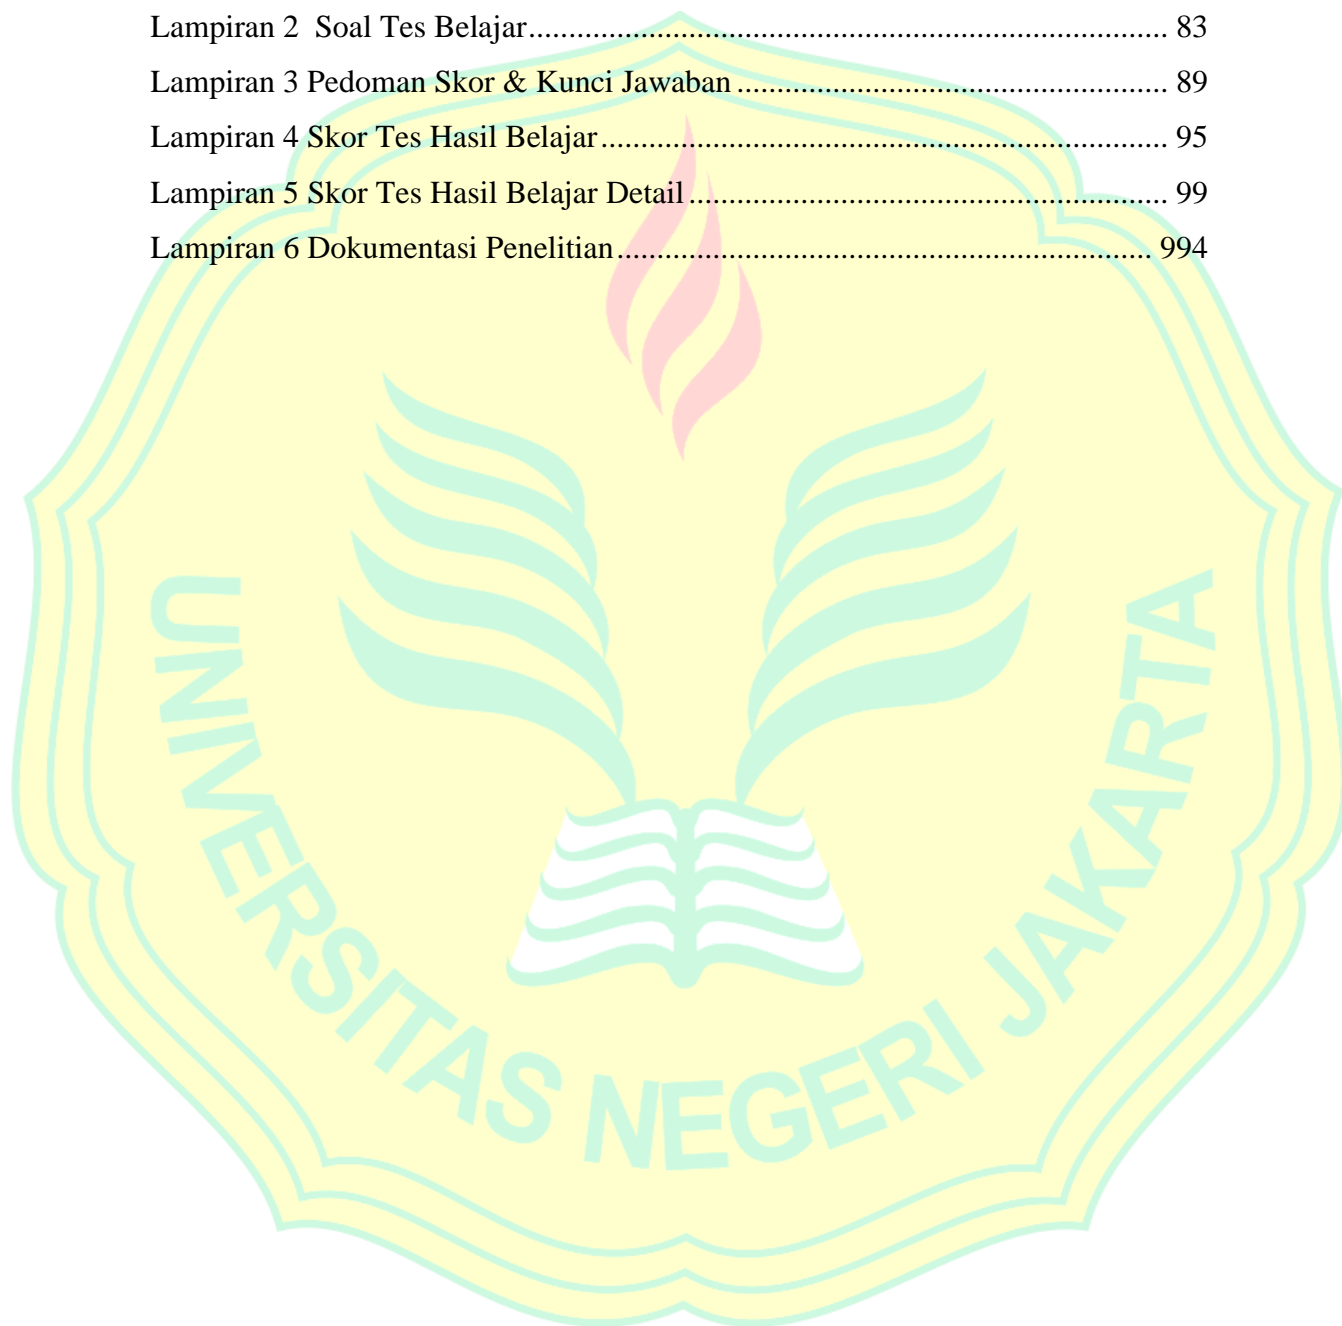 Lampiran 2  Soal Tes Belajar............................................................................... 83
Lampiran 3 Pedoman Skor & Kunci Jawaban ..................................................... 89
Lampiran 4 Skor Tes Hasil Belajar...................................................................... 95
Lampiran 5 Skor Tes Hasil Belajar Detail ........................................................... 99
Lampiran 6 Dokumentasi Penelitian.................................................................. 994
UNIVERSITAS NEGERI JAKARTA